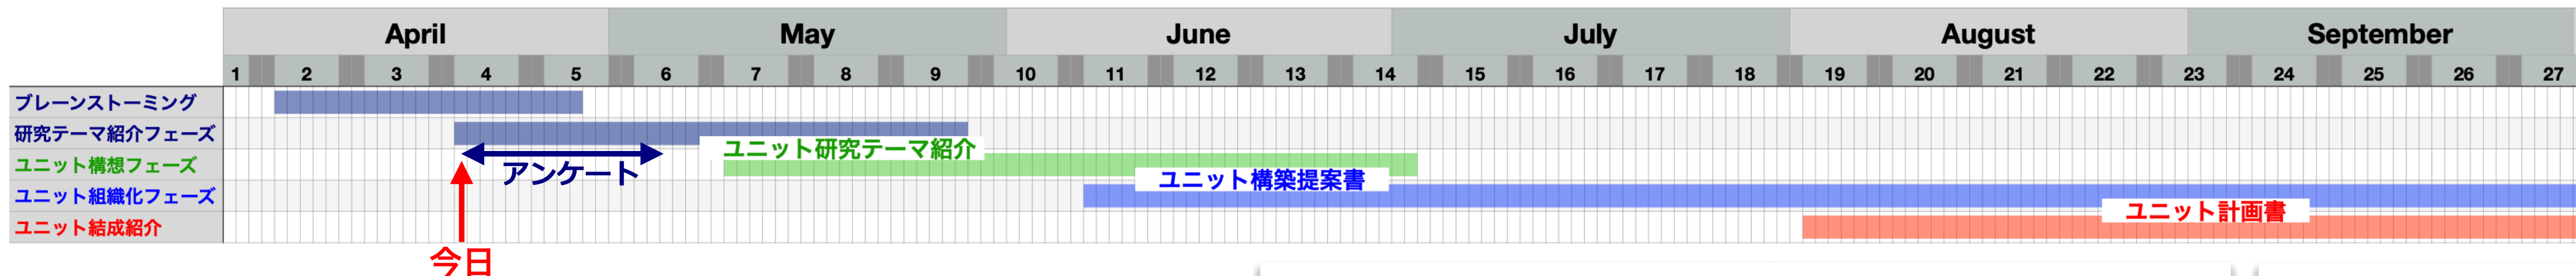 April May June July August September
1 2 3 4 5 6 7 8 9 10 11 12 13 14 15 16 17 18 19 20 21 22 23 24 25 26 27
ブレーンストーミング
研究テーマ紹介フェーズ
ユニット研究テーマ紹介
ユニット構想フェーズ
アンケート
ユニット構築提案書
ユニット組織化フェーズ
ユニット計画書
ユニット結成紹介
今日